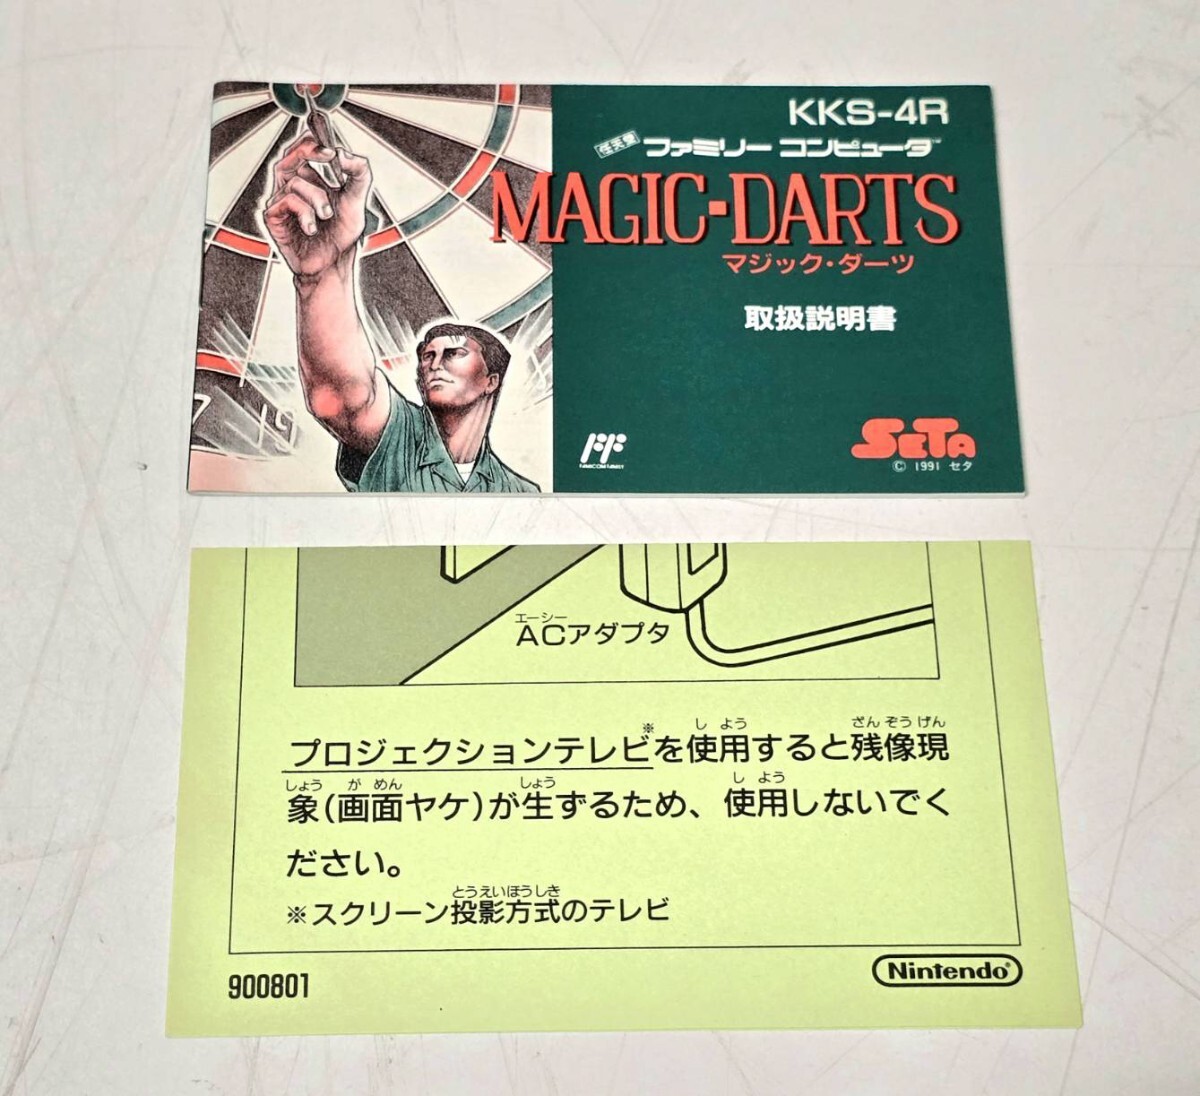 KKS-4R
任天堂 ファミリーコンピュータ™
MAGIC・DARTS
マジック・ダーツ
取扱説明書
7 19
FAMICOM FAMILY
SETA
© 1991 セタ
エーシー
ACアダプタ
※ し よう ざん ぞう げん
プロジェクションテレビを使用すると残像現
しょう が めん しょう し よう
象(画面ヤケ)が生ずるため、使用しないでく
ださい。
とうえいほうしき
※スクリーン投影方式のテレビ
900801
Nintendo®